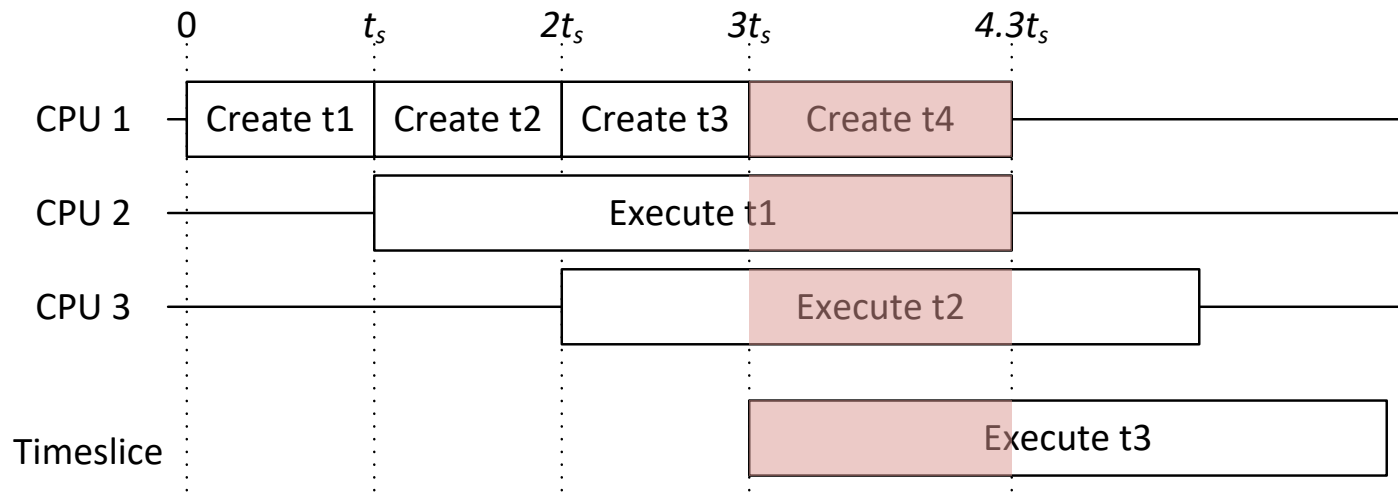 0 t_s 2t_s 3t_s 4.3t_s
CPU 1 Create t1 Create t2 Create t3 Create t4
CPU 2 Execute t1
CPU 3 Execute t2
Timeslice Execute t3